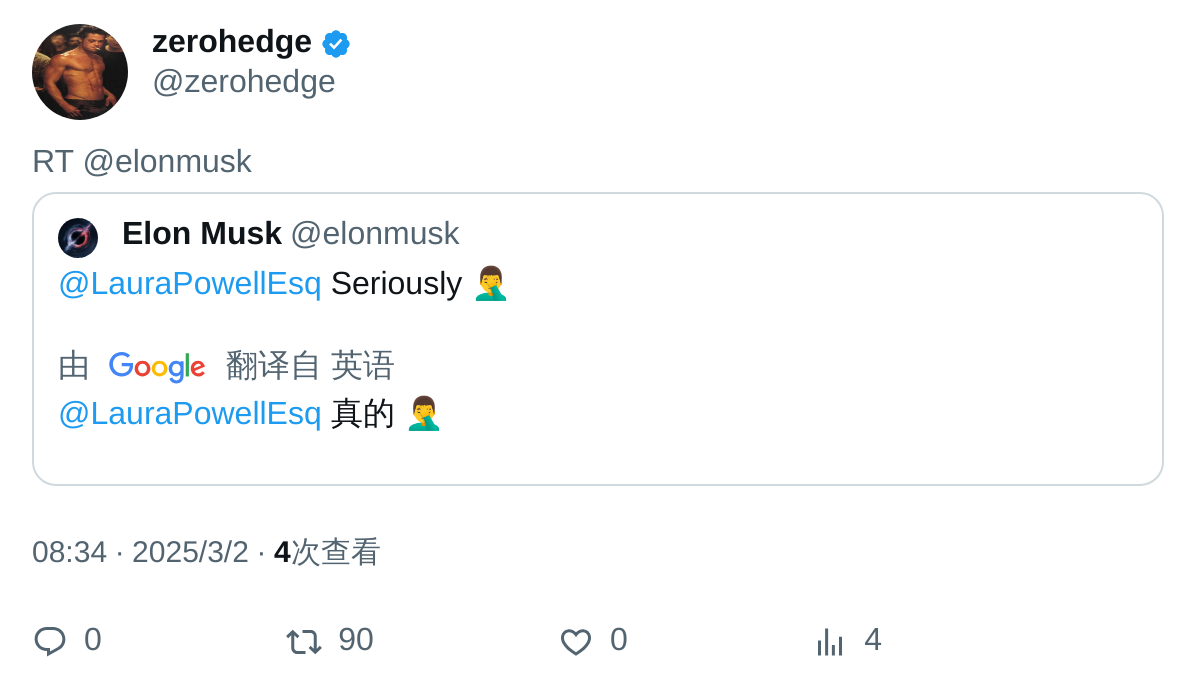 zerohedge
@zerohedge
RT @elonmusk
Elon Musk @elonmusk
@LauraPowellEsq Seriously 🤦‍♂️
由 Google 翻译自 英语
@LauraPowellEsq 真的 🤦‍♂️
08:34 · 2025/3/2 · 4次查看
0 90 0 4